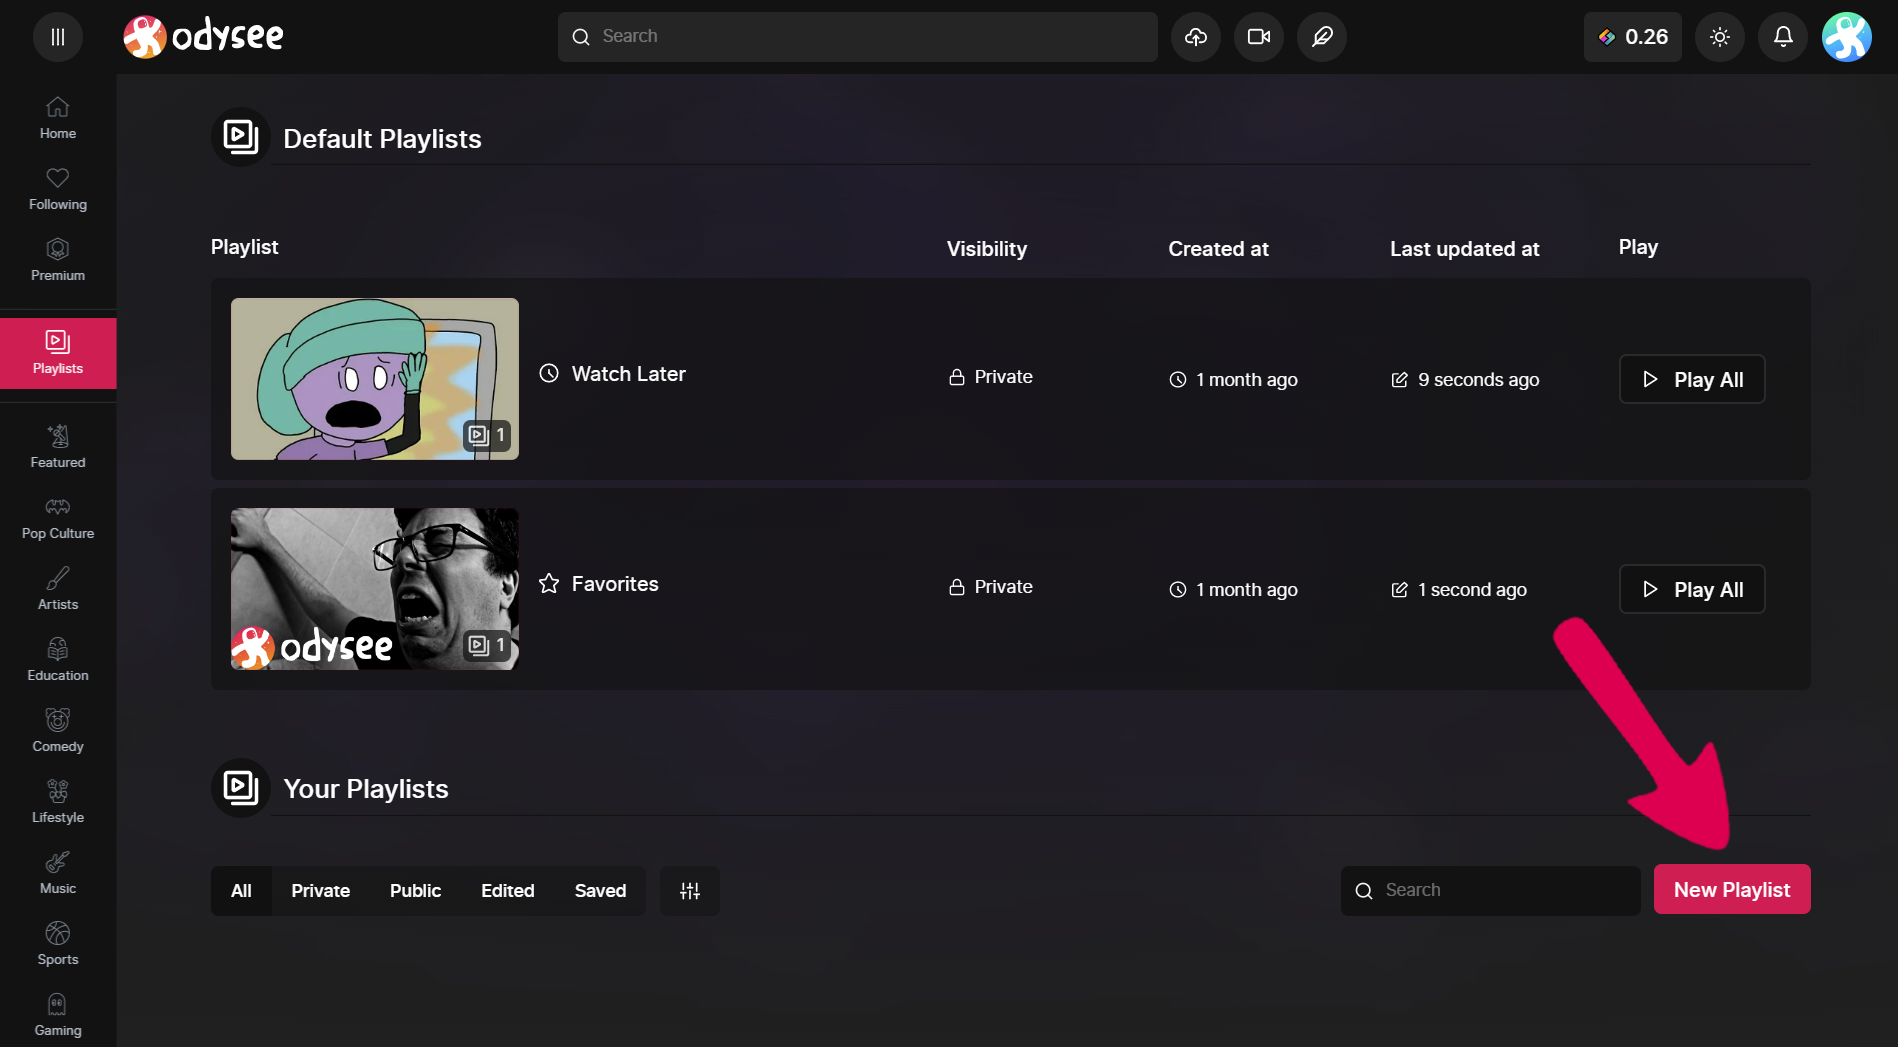 odysee
Search
0.26
Home
Following
Premium
Playlists
Featured
Pop Culture
Artists
Education
Comedy
Lifestyle
Music
Sports
Gaming
Default Playlists
Playlist Visibility Created at Last updated at Play
1
Watch Later Private 1 month ago 9 seconds ago Play All
odysee 1
Favorites Private 1 month ago 1 second ago Play All
Your Playlists
All Private Public Edited Saved Search New Playlist